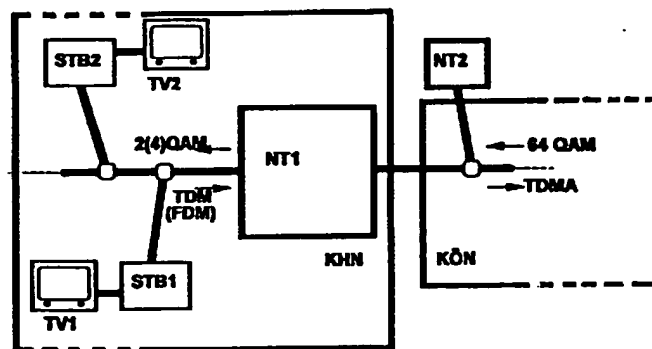 STB2
TV2
NT2
2(4)QAM
NT1
64 QAM
TDM
(FDM)
TDMA
KHN
KÖN
STB1
TV1